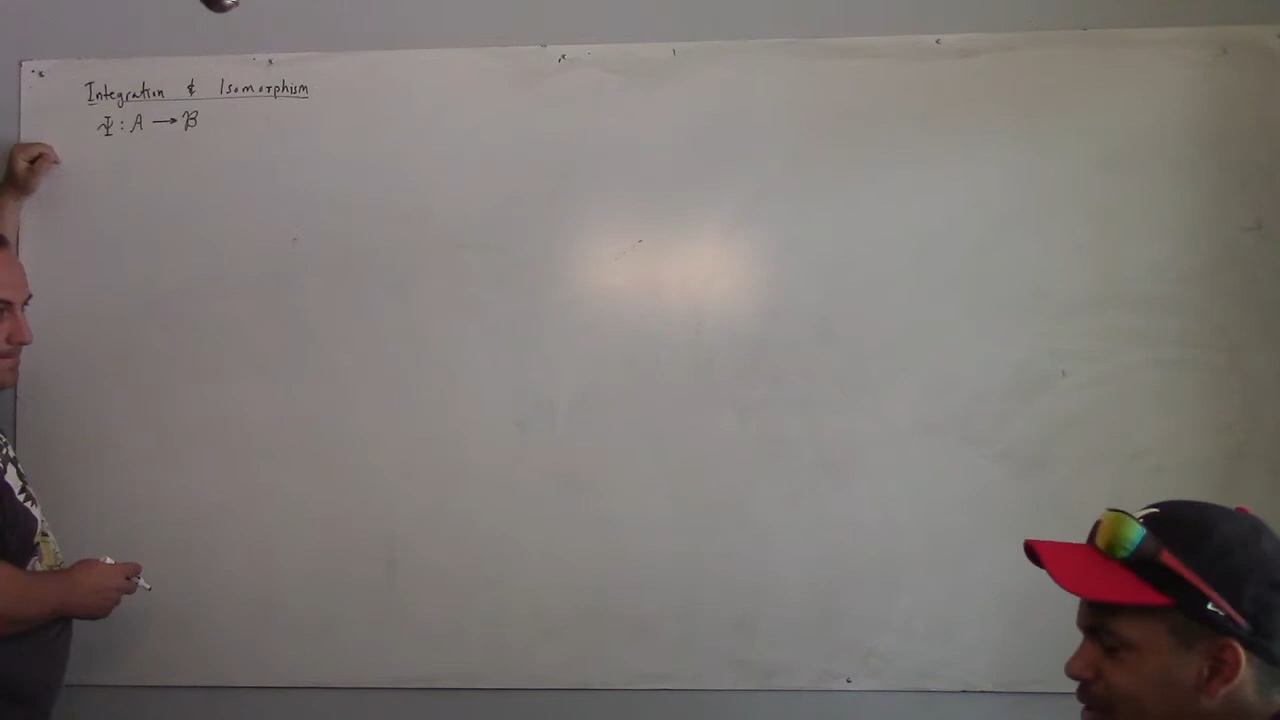 Integration & Isomorphism
Ψ : A → B